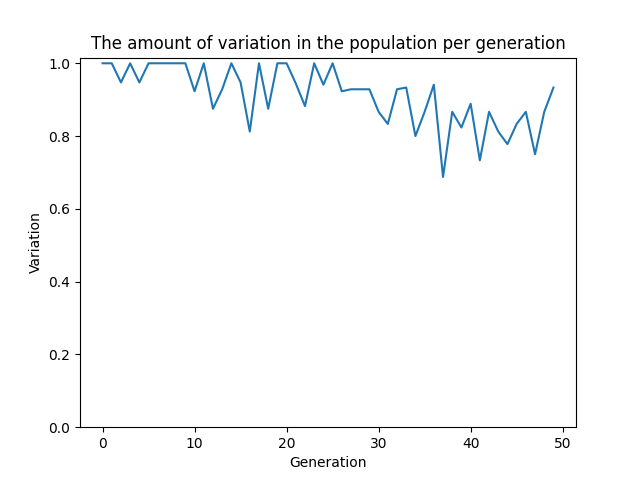 The amount of variation in the population per generation
1.0
0.8
0.6
0.4
0.2
0.0
Variation
0 10 20 30 40 50
Generation